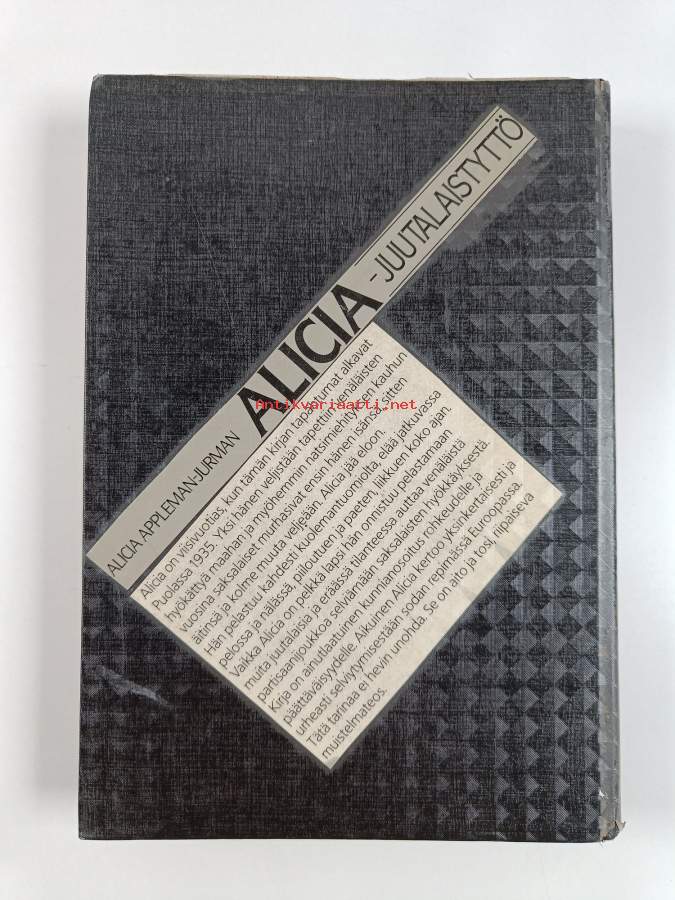 ALICIA APPLEMAN-JURMAN
ALICIA
-JUUTALAISTYTTÖ
Alicia on viisivuotias, kun tämän kirjan tapahtumat alkavat
Puolassa 1935. Yksi hänen veljistään tapettiin venäläisten
hyökättyä maahan ja myöhemmin natsimiehityksen kauhun
vuosina saksalaiset murhasivat ensin hänen isänsä, sitten
äitinsä ja kolme muuta veljeään. Alicia jää eloon.
Hän pelastuu kahdesti kuolemantuomiolta, elää jatkuvassa
pelossa ja nälässä, piiloutuen ja paeten, liikkuen koko ajan.
Vaikka Alicia on pelkkä lapsi hän onnistuu pelastamaan
muita juutalaisia ja eräässä tilanteessa auttaa venäläistä
partisaanijoukkoa selviämään saksalaisten hyökkäyksestä.
Kirja on ainutlaatuinen kunnianosoitus rohkeudelle ja
päättäväisyydelle. Aikuinen Alicia kertoo yksinkertaisesti ja
urheasti selviytymisestään sodan repimässä Euroopassa.
Tätä tarinaa ei hevin unohda. Se on aito ja tosi, riipaiseva
muistelmateos.
Antikvariaatti.net